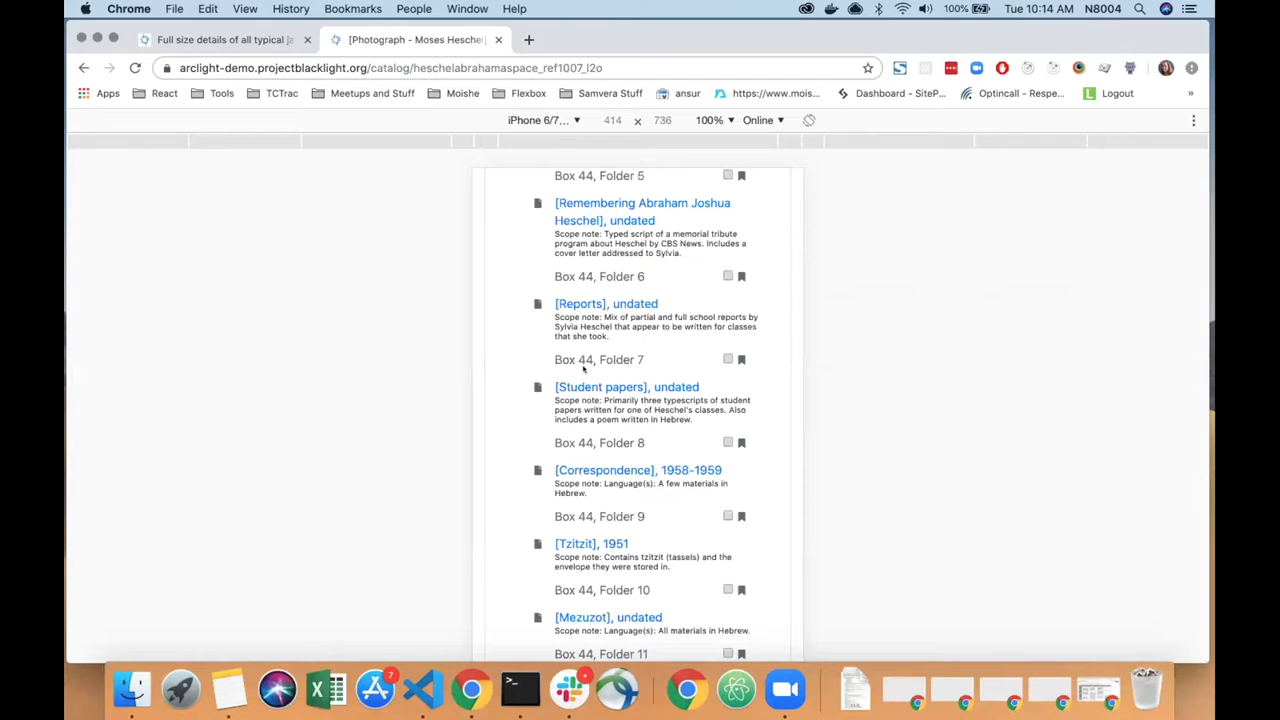 Chrome File Edit View History Bookmarks People Window Help 100% Tue 10:14 AM N8004
Full size details of all typical ja
[Photograph - Moses Heschel]
arclight-demo.projectblacklight.org/catalog/heschelabrahamaspace_ref1007_l2o
Apps React Tools TCTrac Meetups and Stuff Moishe Flexbox Samvera Stuff ansur https://www.mois... Dashboard - SiteP... Optincall - Respe... Logout »
iPhone 6/7... ▼ 414 × 736 100% ▼ Online ▼
Box 44, Folder 5
[Remembering Abraham Joshua
Heschel], undated
Scope note: Typed script of a memorial tribute
program about Heschel by CBS News. Includes a
cover letter addressed to Sylvia.
Box 44, Folder 6
[Reports], undated
Scope note: Mix of partial and full school reports by
Sylvia Heschel that appear to be written for classes
that she took.
Box 44, Folder 7
[Student papers], undated
Scope note: Primarily three typescripts of student
papers written for one of Heschel's classes. Also
includes a poem written in Hebrew.
Box 44, Folder 8
[Correspondence], 1958-1959
Scope note: Language(s): A few materials in
Hebrew.
Box 44, Folder 9
[Tzitzit], 1951
Scope note: Contains tzitzit (tassels) and the
envelope they were stored in.
Box 44, Folder 10
[Mezuzot], undated
Scope note: Language(s): All materials in Hebrew.
Box 44, Folder 11
7